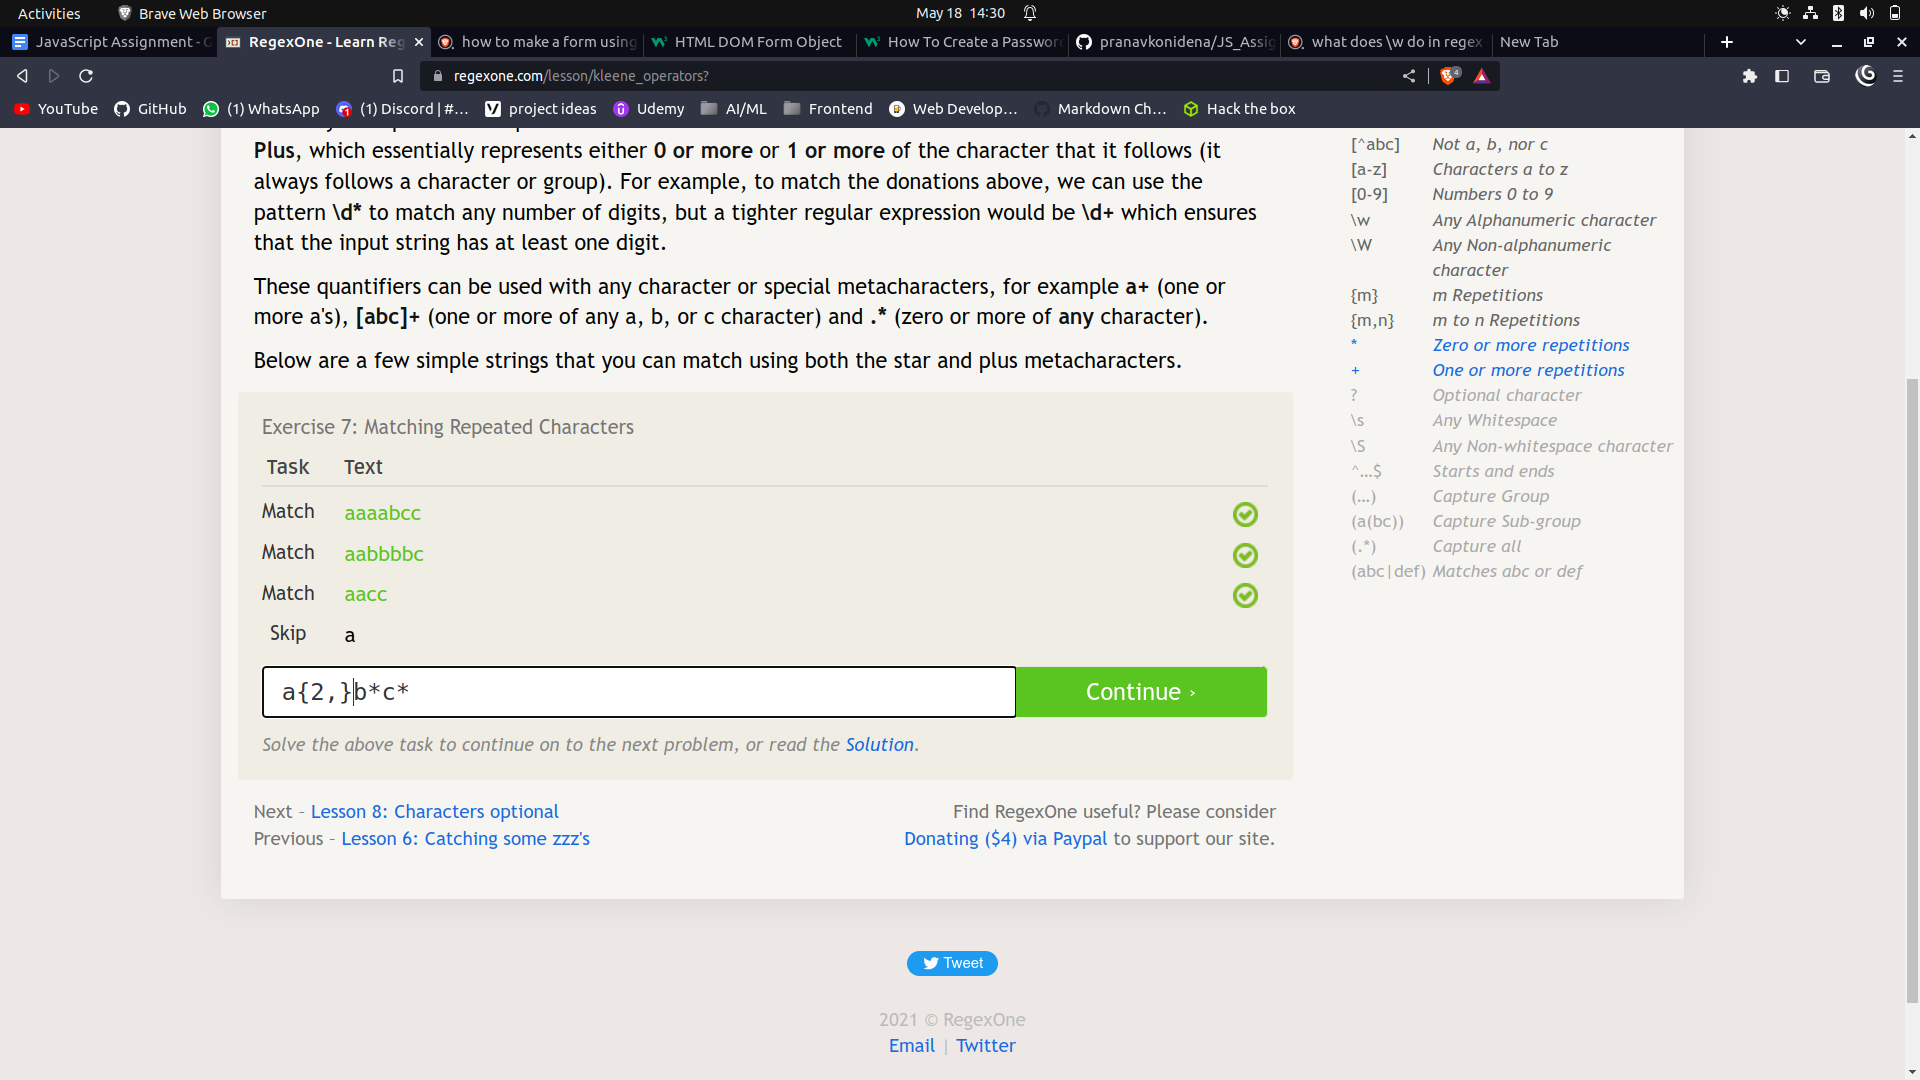 Activities
Brave Web Browser
May 18 14:30
JavaScript Assignment - G
RegexOne - Learn Reg
how to make a form using
HTML DOM Form Object
How To Create a Password
pranavkonidena/JS_Assig
what does \w do in regex
New Tab
regexone.com/lesson/kleene_operators?
4
YouTube
GitHub
(1) WhatsApp
(1) Discord | #...
project ideas
Udemy
AI/ML
Frontend
Web Develop...
Markdown Ch...
Hack the box
Plus, which essentially represents either 0 or more or 1 or more of the character that it follows (it
always follows a character or group). For example, to match the donations above, we can use the
pattern \d* to match any number of digits, but a tighter regular expression would be \d+ which ensures
that the input string has at least one digit.
These quantifiers can be used with any character or special metacharacters, for example a+ (one or
more a's), [abc]+ (one or more of any a, b, or c character) and .* (zero or more of any character).
Below are a few simple strings that you can match using both the star and plus metacharacters.
Exercise 7: Matching Repeated Characters
Task Text
Match aaaabcc
Match aabbbbc
Match aacc
Skip a
a{2,}b*c*
Continue ›
Solve the above task to continue on to the next problem, or read the Solution.
Next – Lesson 8: Characters optional
Previous – Lesson 6: Catching some zzz's
Find RegexOne useful? Please consider
Donating ($4) via Paypal to support our site.
[^abc] Not a, b, nor c
[a-z] Characters a to z
[0-9] Numbers 0 to 9
\w Any Alphanumeric character
\W Any Non-alphanumeric
character
{m} m Repetitions
{m,n} m to n Repetitions
* Zero or more repetitions
+ One or more repetitions
? Optional character
\s Any Whitespace
\S Any Non-whitespace character
^…$ Starts and ends
(…) Capture Group
(a(bc)) Capture Sub-group
(.*) Capture all
(abc|def) Matches abc or def
Tweet
2021 © RegexOne
Email | Twitter